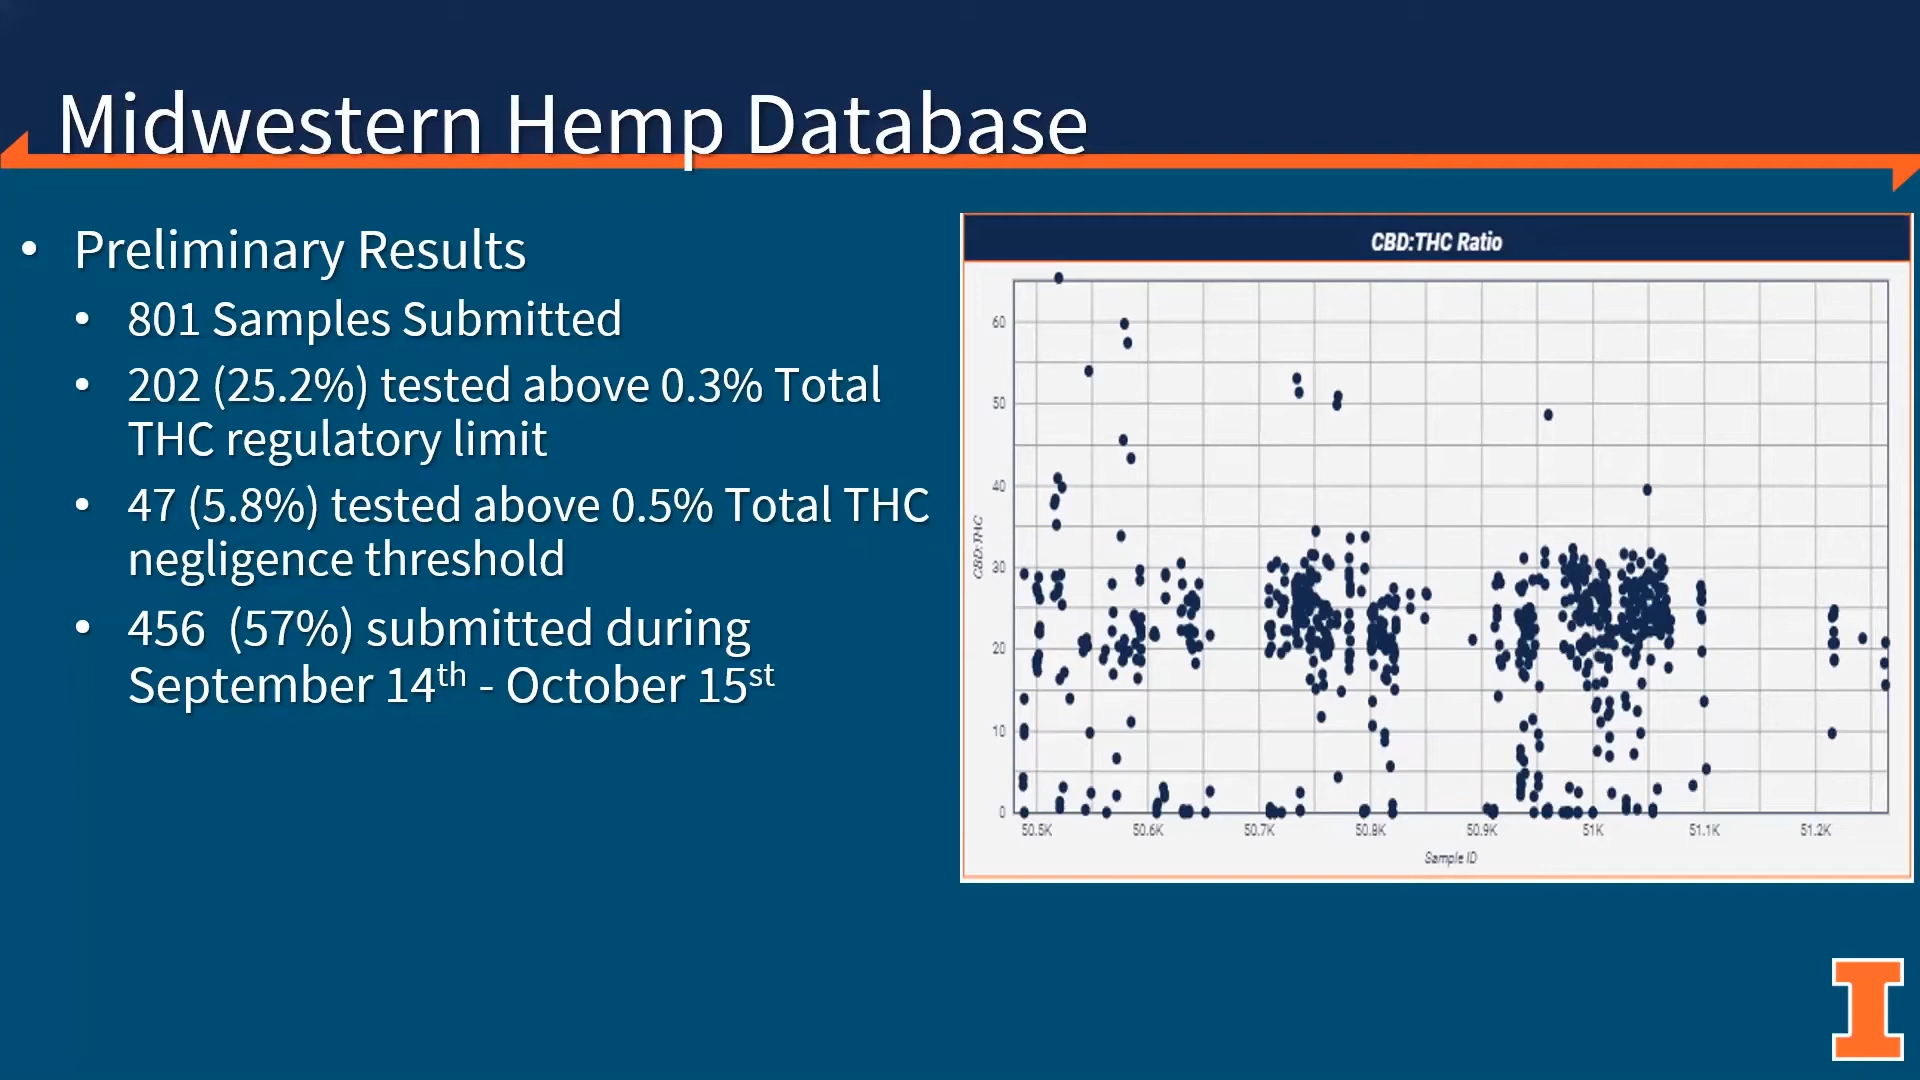 Midwestern Hemp Database
• Preliminary Results
• 801 Samples Submitted
• 202 (25.2%) tested above 0.3% Total
THC regulatory limit
• 47 (5.8%) tested above 0.5% Total THC
negligence threshold
• 456 (57%) submitted during
September 14th - October 15st
CBD:THC Ratio
60
50
40
30
20
10
0
CBD:THC
50.5K 50.6K 50.7K 50.8K 50.9K 51K 51.1K 51.2K
Sample ID
I